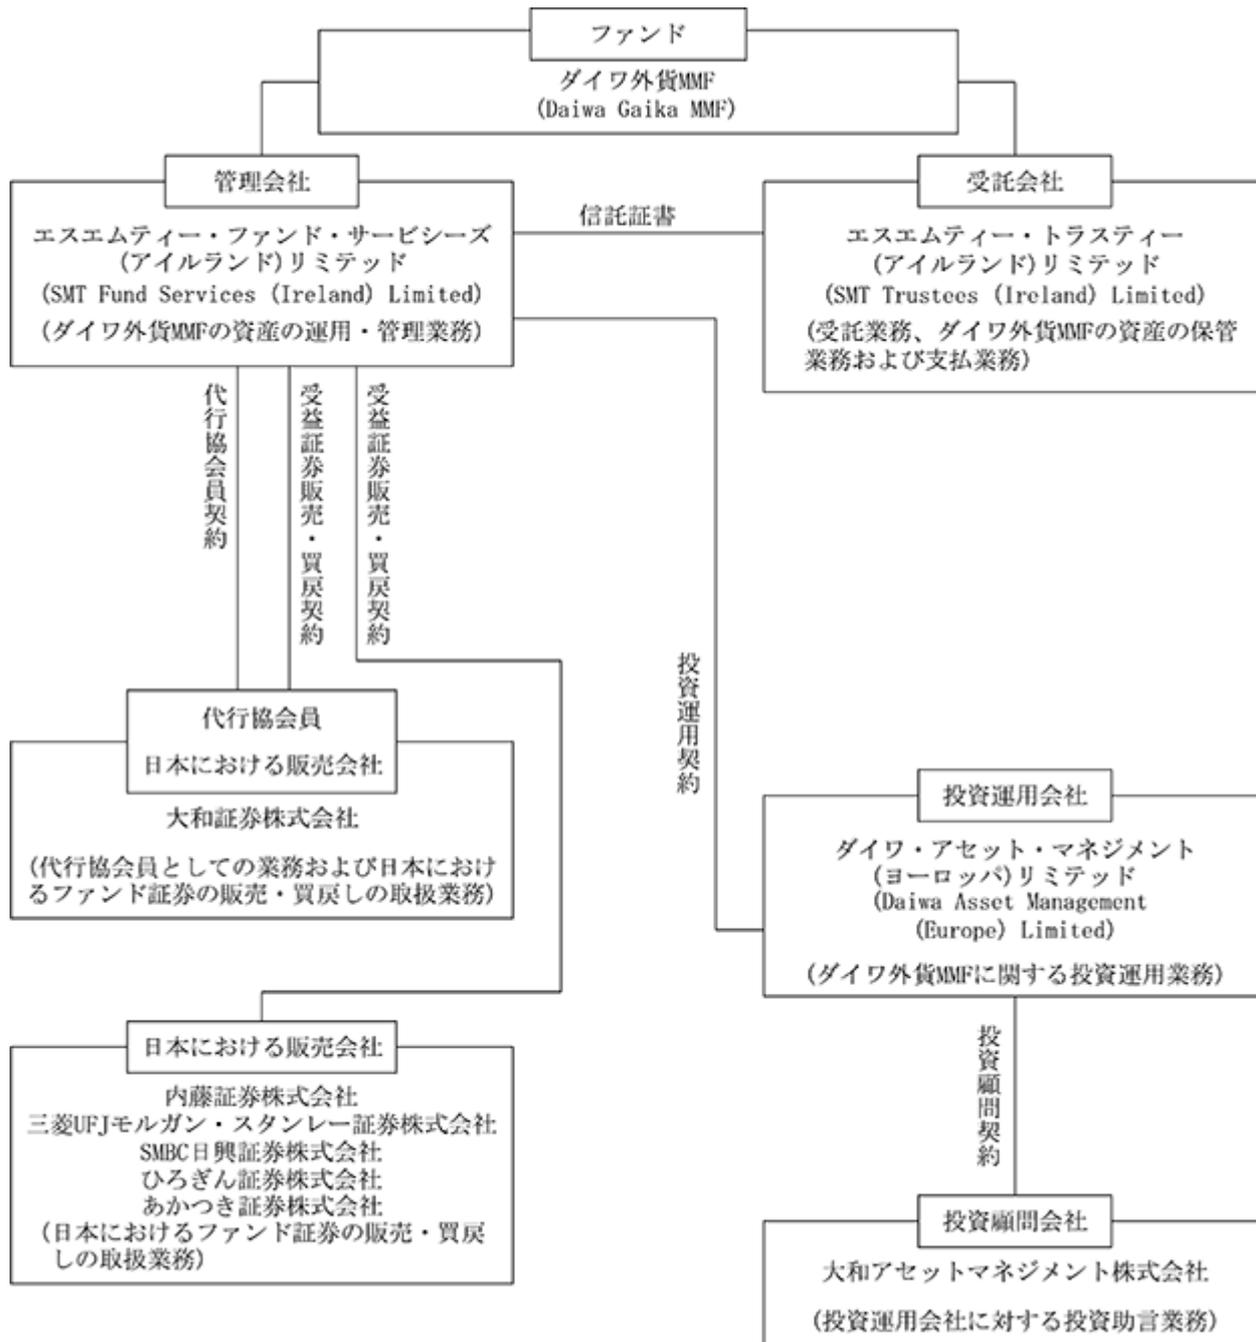 ファンド
ダイワ外貨MMF
(Daiwa Gaika MMF)
管理会社
エスエムティー・ファンド・サービシーズ
(アイルランド)リミテッド
(SMT Fund Services (Ireland) Limited)
(ダイワ外貨MMFの資産の運用・管理業務)
信託証書
受託会社
エスエムティー・トラスティー
(アイルランド)リミテッド
(SMT Trustees (Ireland) Limited)
(受託業務、ダイワ外貨MMFの資産の保管
業務および支払業務)
代行協会員契約
受益証券販売・買戻契約
受益証券販売・買戻契約
投資運用契約
代行協会員
日本における販売会社
大和証券株式会社
(代行協会員としての業務および日本におけ
るファンド証券の販売・買戻しの取扱業務)
投資運用会社
ダイワ・アセット・マネジメント
(ヨーロッパ)リミテッド
(Daiwa Asset Management
(Europe) Limited)
(ダイワ外貨MMFに関する投資運用業務)
日本における販売会社
内藤証券株式会社
三菱UFJモルガン・スタンレー証券株式会社
SMBC日興証券株式会社
ひろぎん証券株式会社
あかつき証券株式会社
(日本におけるファンド証券の販売・買戻
しの取扱業務)
投資顧問契約
投資顧問会社
大和アセットマネジメント株式会社
(投資運用会社に対する投資助言業務)